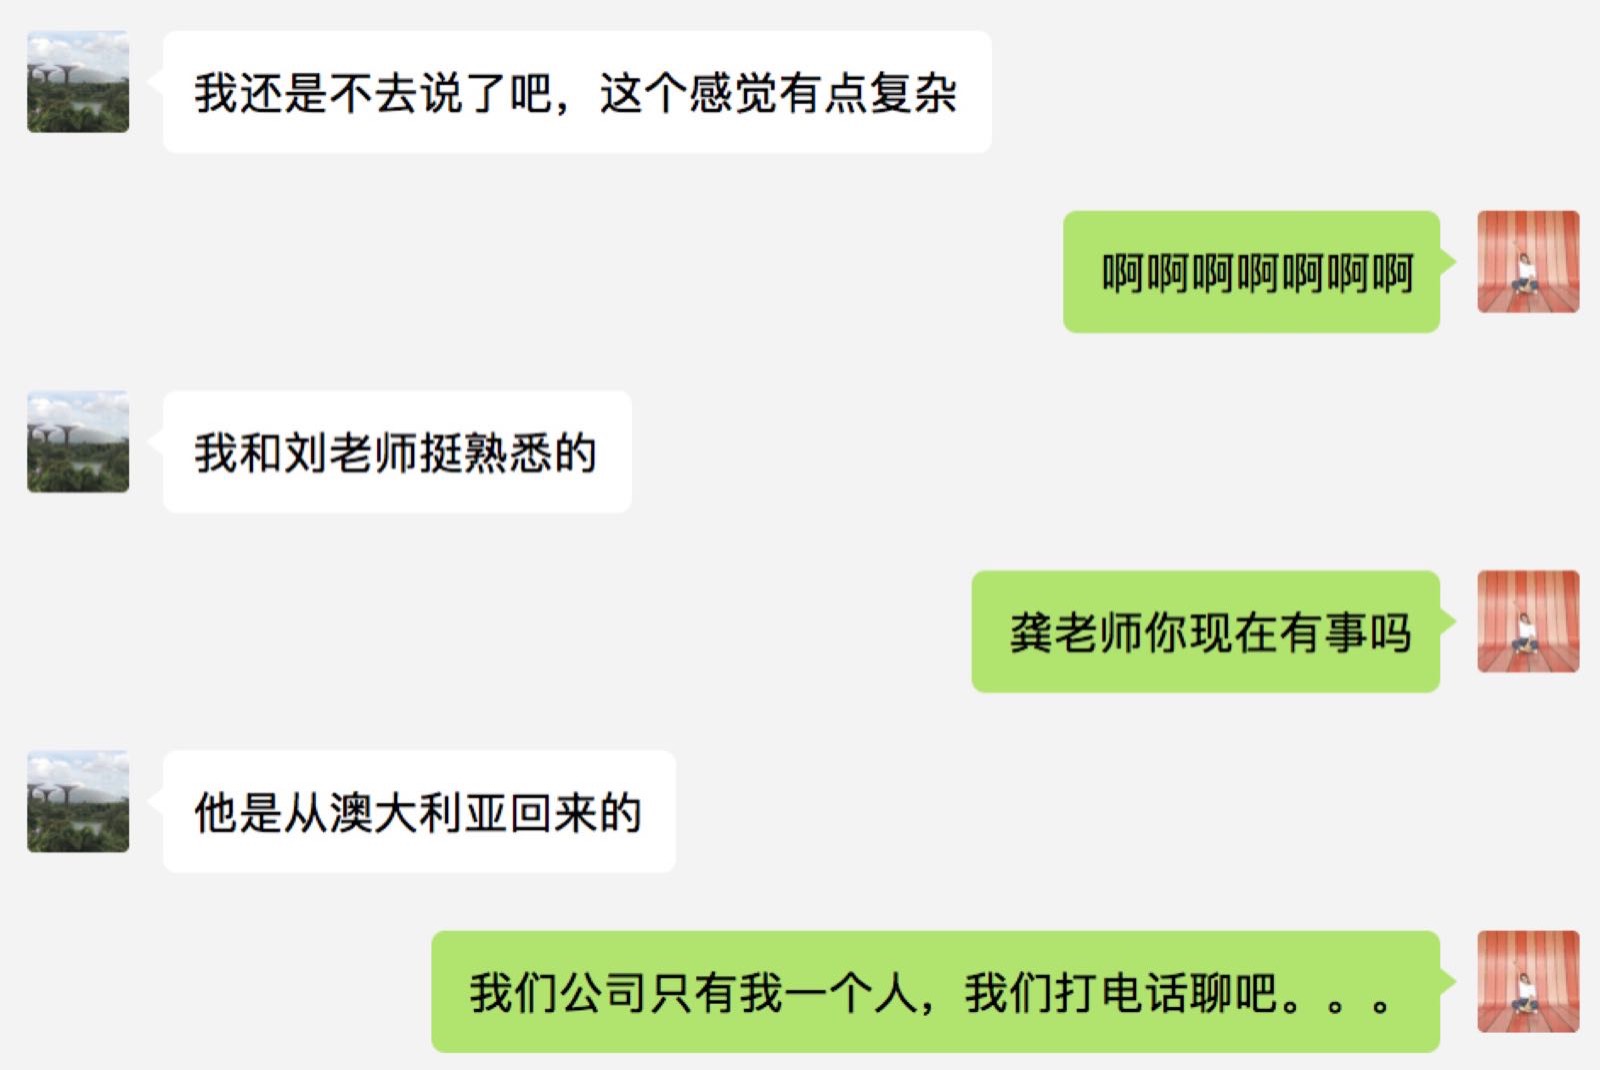 我还是不去说了吧，这个感觉有点复杂
啊啊啊啊啊啊啊
我和刘老师挺熟悉的
龚老师你现在有事吗
他是从澳大利亚回来的
我们公司只有我一个人，我们打电话聊吧。。。